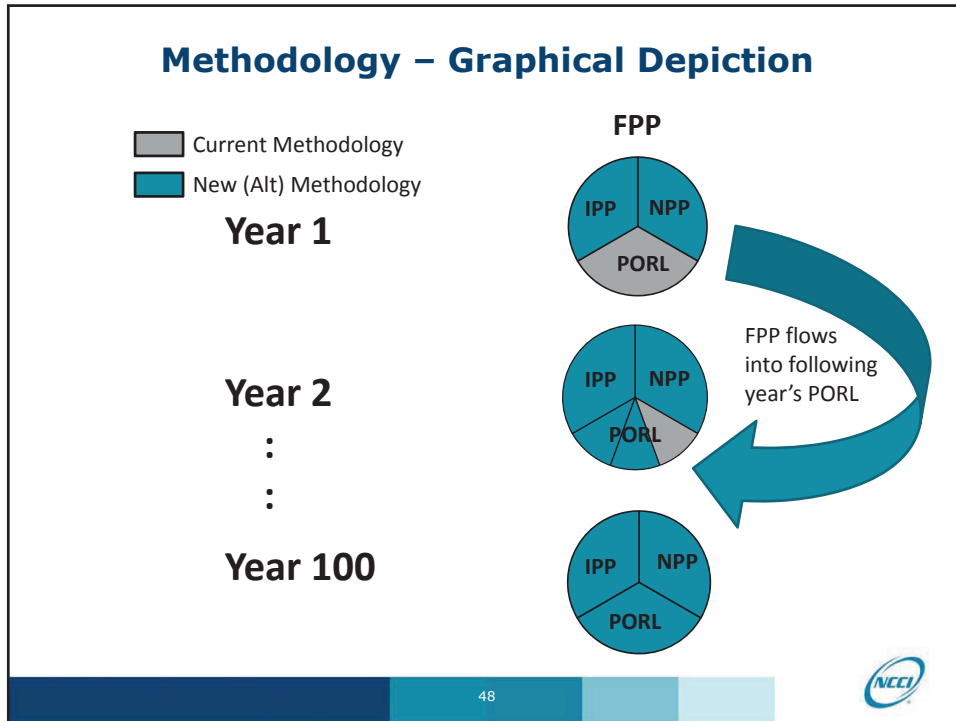 Methodology – Graphical Depiction
Current Methodology
New (Alt) Methodology
FPP
Year 1
IPP
NPP
PORL
FPP flows
into following
year's PORL
Year 2
IPP
NPP
PORL
:
:
Year 100
IPP
NPP
PORL
48
NCCI